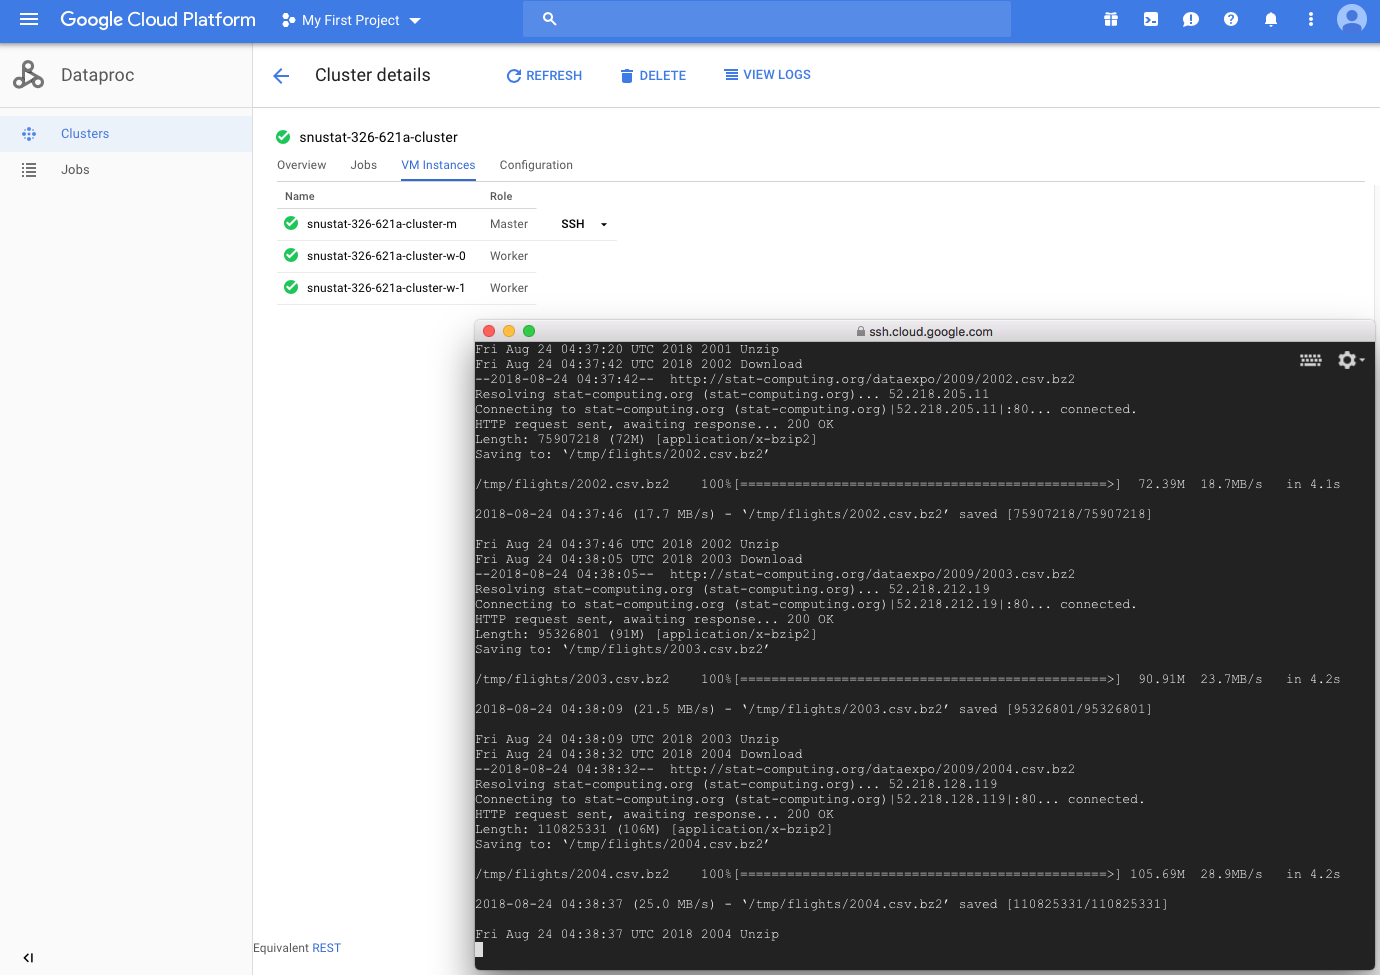 Google Cloud Platform
My First Project
Dataproc
Cluster details
REFRESH
DELETE
VIEW LOGS
Clusters
Jobs
snustat-326-621a-cluster
Overview Jobs VM Instances Configuration
Name Role
snustat-326-621a-cluster-m Master SSH
snustat-326-621a-cluster-w-0 Worker
snustat-326-621a-cluster-w-1 Worker
ssh.cloud.google.com
Fri Aug 24 04:37:20 UTC 2018 2001 Unzip
Fri Aug 24 04:37:42 UTC 2018 2002 Download
--2018-08-24 04:37:42--  http://stat-computing.org/dataexpo/2009/2002.csv.bz2
Resolving stat-computing.org (stat-computing.org)... 52.218.205.11
Connecting to stat-computing.org (stat-computing.org)|52.218.205.11|:80... connected.
HTTP request sent, awaiting response... 200 OK
Length: 75907218 (72M) [application/x-bzip2]
Saving to: ‘/tmp/flights/2002.csv.bz2’
/tmp/flights/2002.csv.bz2    100%[===============================================>]  72.39M  18.7MB/s   in 4.1s
2018-08-24 04:37:46 (17.7 MB/s) - ‘/tmp/flights/2002.csv.bz2’ saved [75907218/75907218]
Fri Aug 24 04:37:46 UTC 2018 2002 Unzip
Fri Aug 24 04:38:05 UTC 2018 2003 Download
--2018-08-24 04:38:05--  http://stat-computing.org/dataexpo/2009/2003.csv.bz2
Resolving stat-computing.org (stat-computing.org)... 52.218.212.19
Connecting to stat-computing.org (stat-computing.org)|52.218.212.19|:80... connected.
HTTP request sent, awaiting response... 200 OK
Length: 95326801 (91M) [application/x-bzip2]
Saving to: ‘/tmp/flights/2003.csv.bz2’
/tmp/flights/2003.csv.bz2    100%[===============================================>]  90.91M  23.7MB/s   in 4.2s
2018-08-24 04:38:09 (21.5 MB/s) - ‘/tmp/flights/2003.csv.bz2’ saved [95326801/95326801]
Fri Aug 24 04:38:09 UTC 2018 2003 Unzip
Fri Aug 24 04:38:32 UTC 2018 2004 Download
--2018-08-24 04:38:32--  http://stat-computing.org/dataexpo/2009/2004.csv.bz2
Resolving stat-computing.org (stat-computing.org)... 52.218.128.119
Connecting to stat-computing.org (stat-computing.org)|52.218.128.119|:80... connected.
HTTP request sent, awaiting response... 200 OK
Length: 110825331 (106M) [application/x-bzip2]
Saving to: ‘/tmp/flights/2004.csv.bz2’
/tmp/flights/2004.csv.bz2    100%[===============================================>] 105.69M  28.9MB/s   in 4.2s
2018-08-24 04:38:37 (25.0 MB/s) - ‘/tmp/flights/2004.csv.bz2’ saved [110825331/110825331]
Fri Aug 24 04:38:37 UTC 2018 2004 Unzip
Equivalent REST